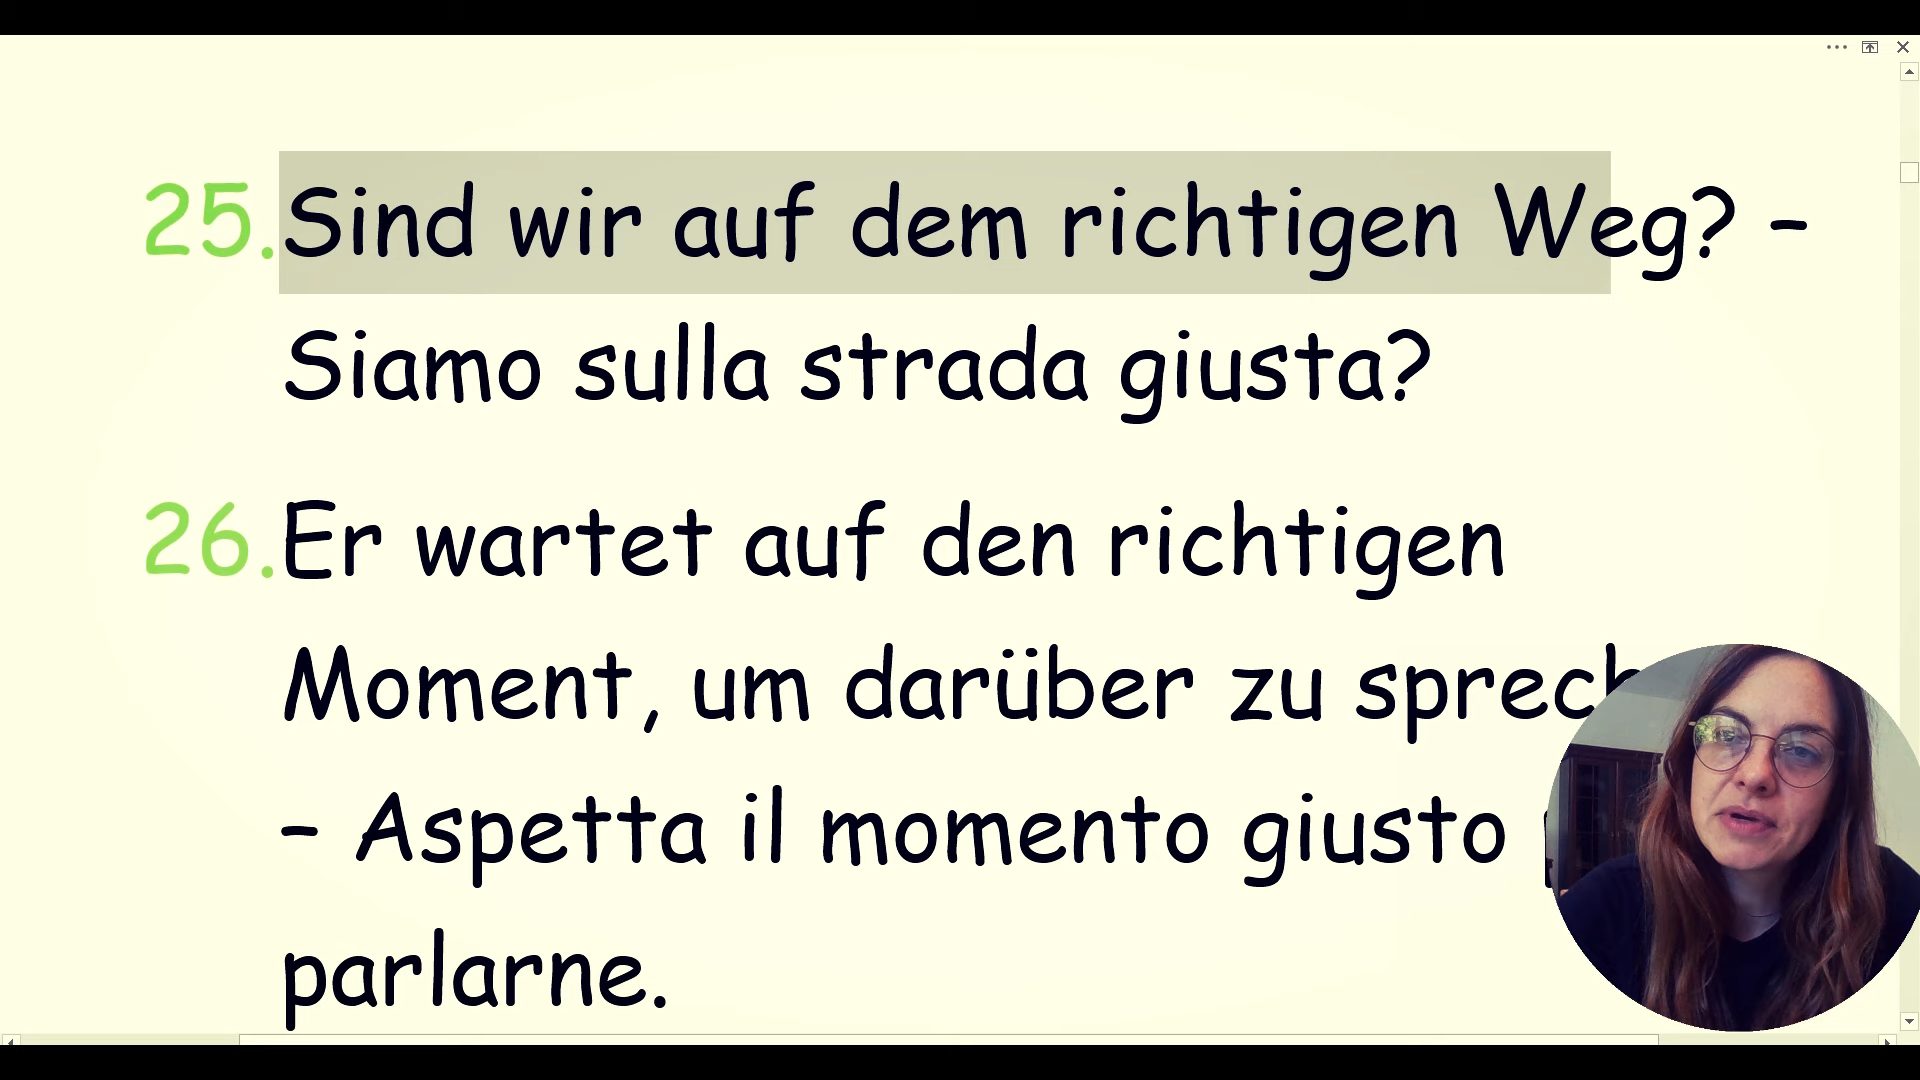 25. Sind wir auf dem richtigen Weg? –
Siamo sulla strada giusta?
26. Er wartet auf den richtigen
Moment, um darüber zu
– Aspetta il momento giusto
parlarne.